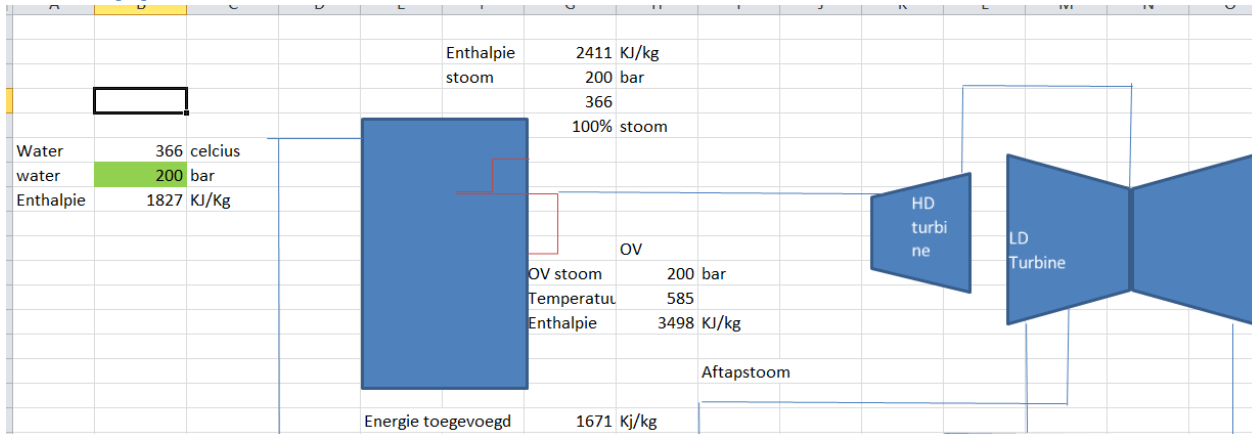 Enthalpie 2411 KJ/kg
stoom 200 bar
366
100% stoom
Water 366 celcius
water 200 bar
Enthalpie 1827 KJ/Kg
HD
turbi
ne
LD
Turbine
OV
OV stoom 200 bar
Temperatuu 585
Enthalpie 3498 KJ/kg
Aftapstoom
Energie toegevoegd 1671 Kj/kg